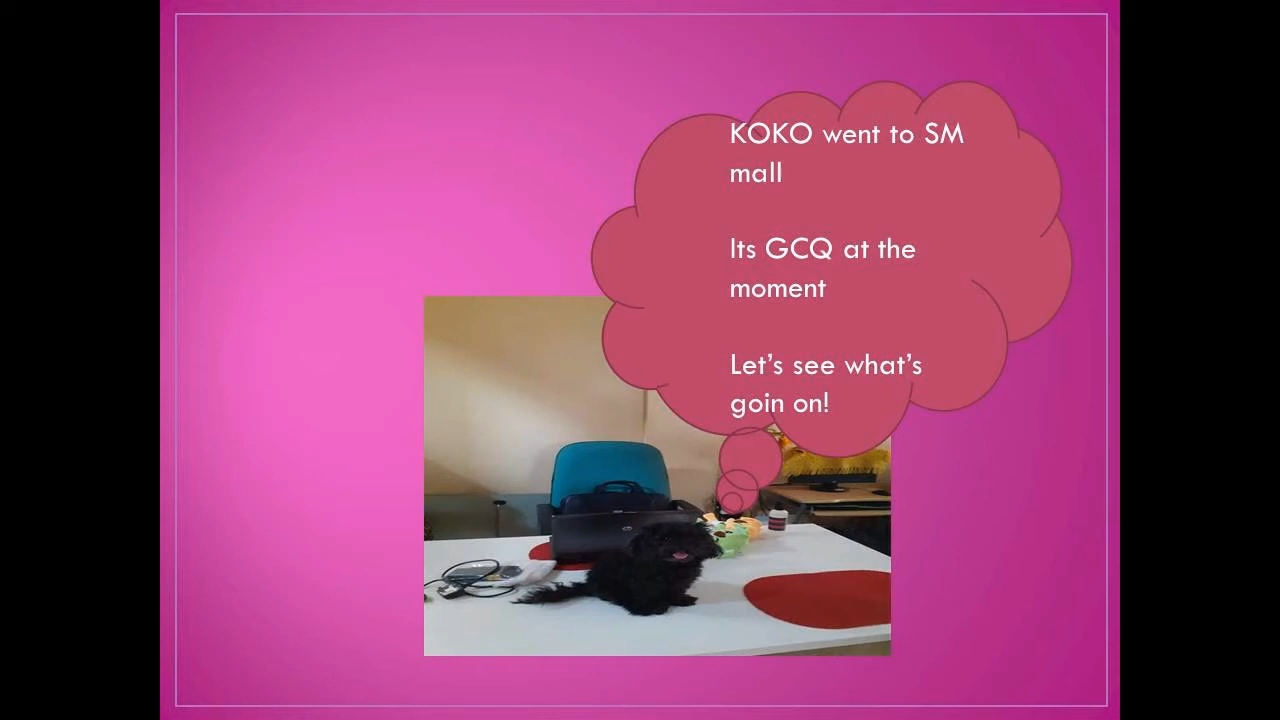 KOKO went to SM
mall
Its GCQ at the
moment
Let's see what's
goin on!